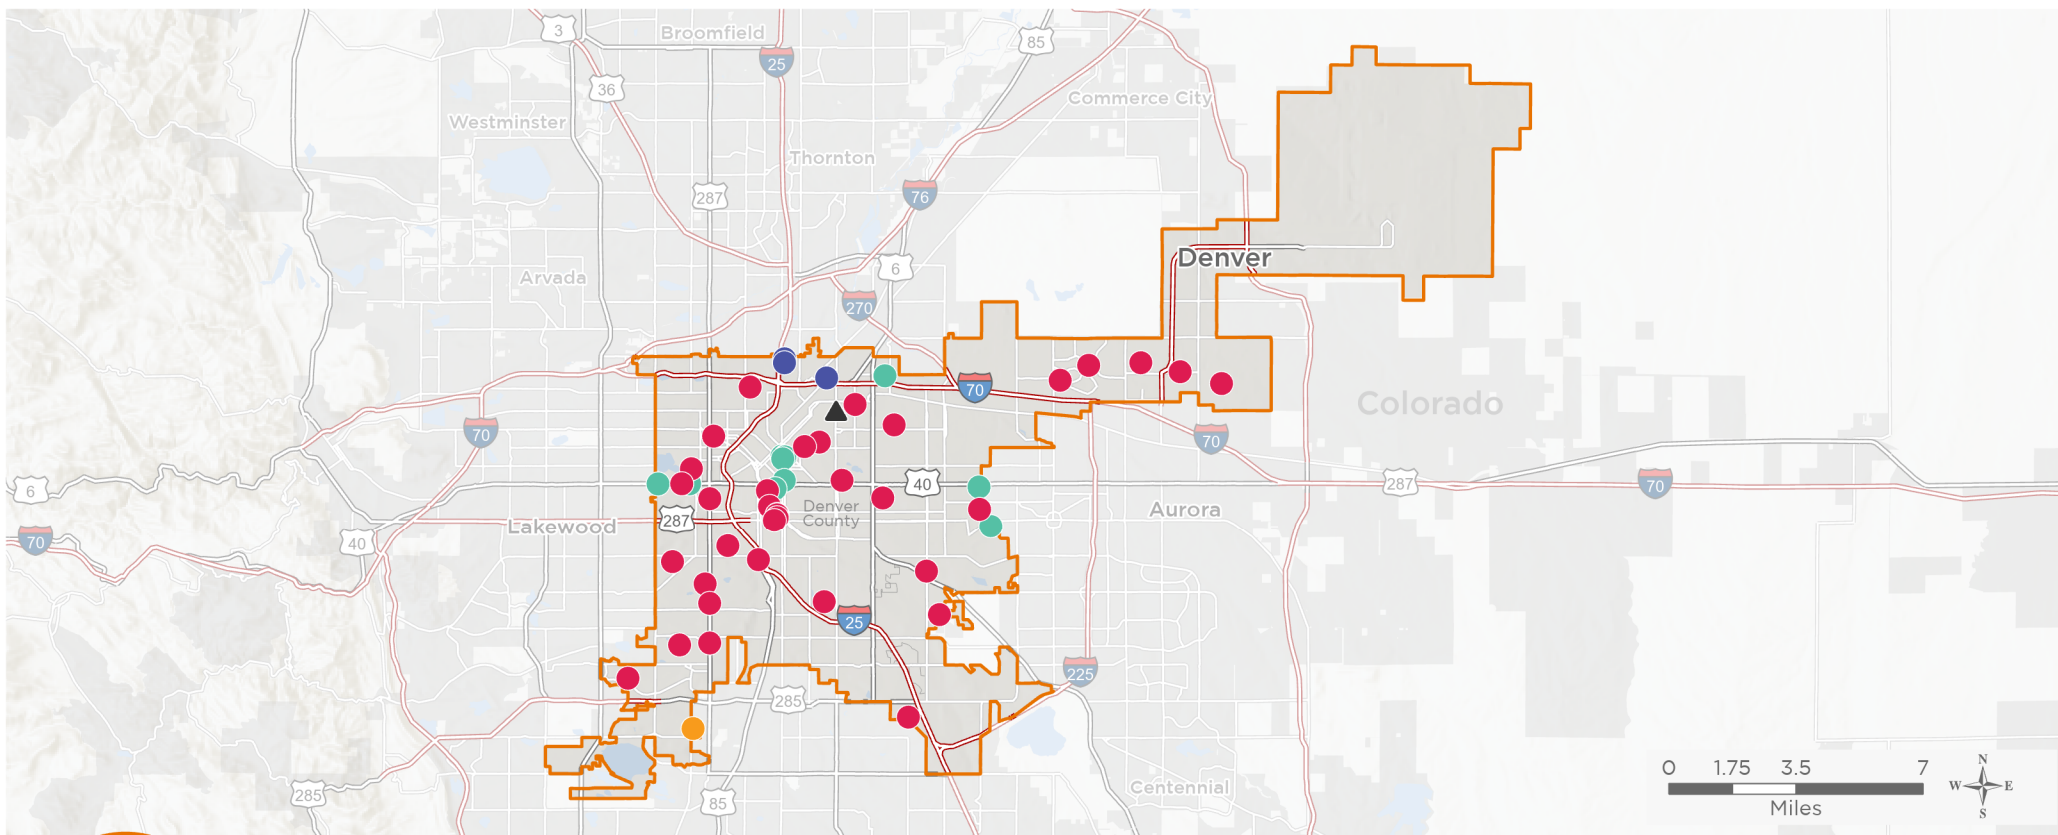 3
Broomfield
25
85
36
Commerce City
Westminster
Thornton
287
76
Denver
6
Arvada
270
70
Colorado
70
70
6
40
287
70
Denver
County
Aurora
287
Lakewood
70
40
25
225
285
0 1.75 3.5 7
Miles
N
W E
S
Centennial
285
85